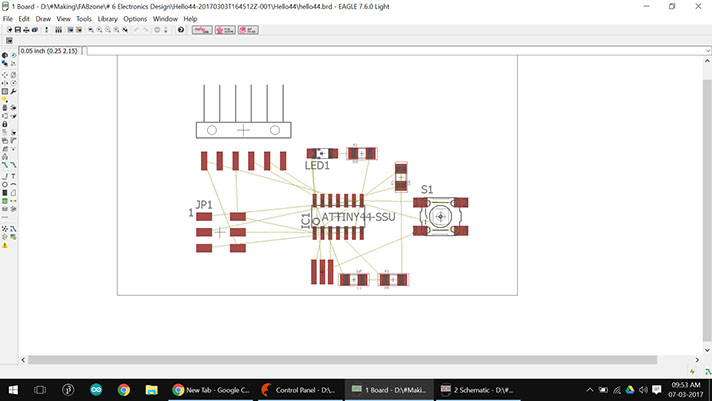 1 Board - D:\#Making\FABzone\# 6 Electronics Design\Hello44-20170303T164512Z-001\Hello44\hello44.brd - EAGLE 7.6.0 Light
File Edit Draw View Tools Library Options Window Help
0.05 inch (0.25 2.15)
LED1
JP1
1
IC1
ATTINY44-SSU
S1
New Tab - Google C...
Control Panel - D:\...
1 Board - D:\#Maki...
2 Schematic - D:\#...
09:53 AM
07-03-2017